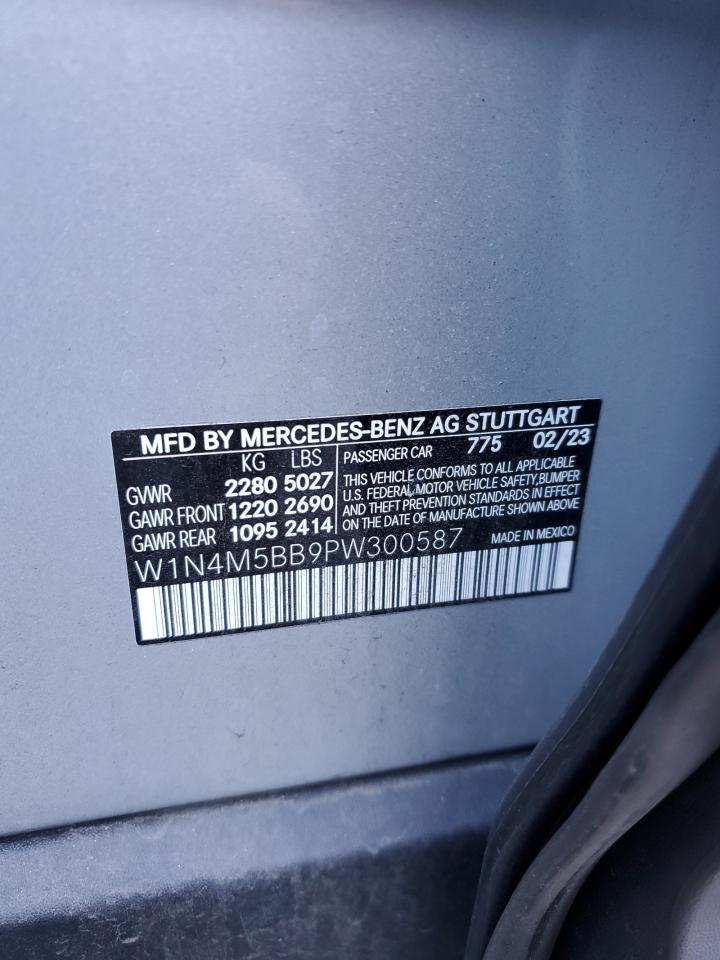 MFD BY MERCEDES-BENZ AG STUTTGART
KG LBS
GVWR 2280 5027
GAWR FRONT 1220 2690
GAWR REAR 1095 2414
PASSENGER CAR 775 02/23
THIS VEHICLE CONFORMS TO ALL APPLICABLE
U.S. FEDERAL MOTOR VEHICLE SAFETY, BUMPER
AND THEFT PREVENTION STANDARDS IN EFFECT
ON THE DATE OF MANUFACTURE SHOWN ABOVE
W1N4M5BB9PW300587
MADE IN MEXICO